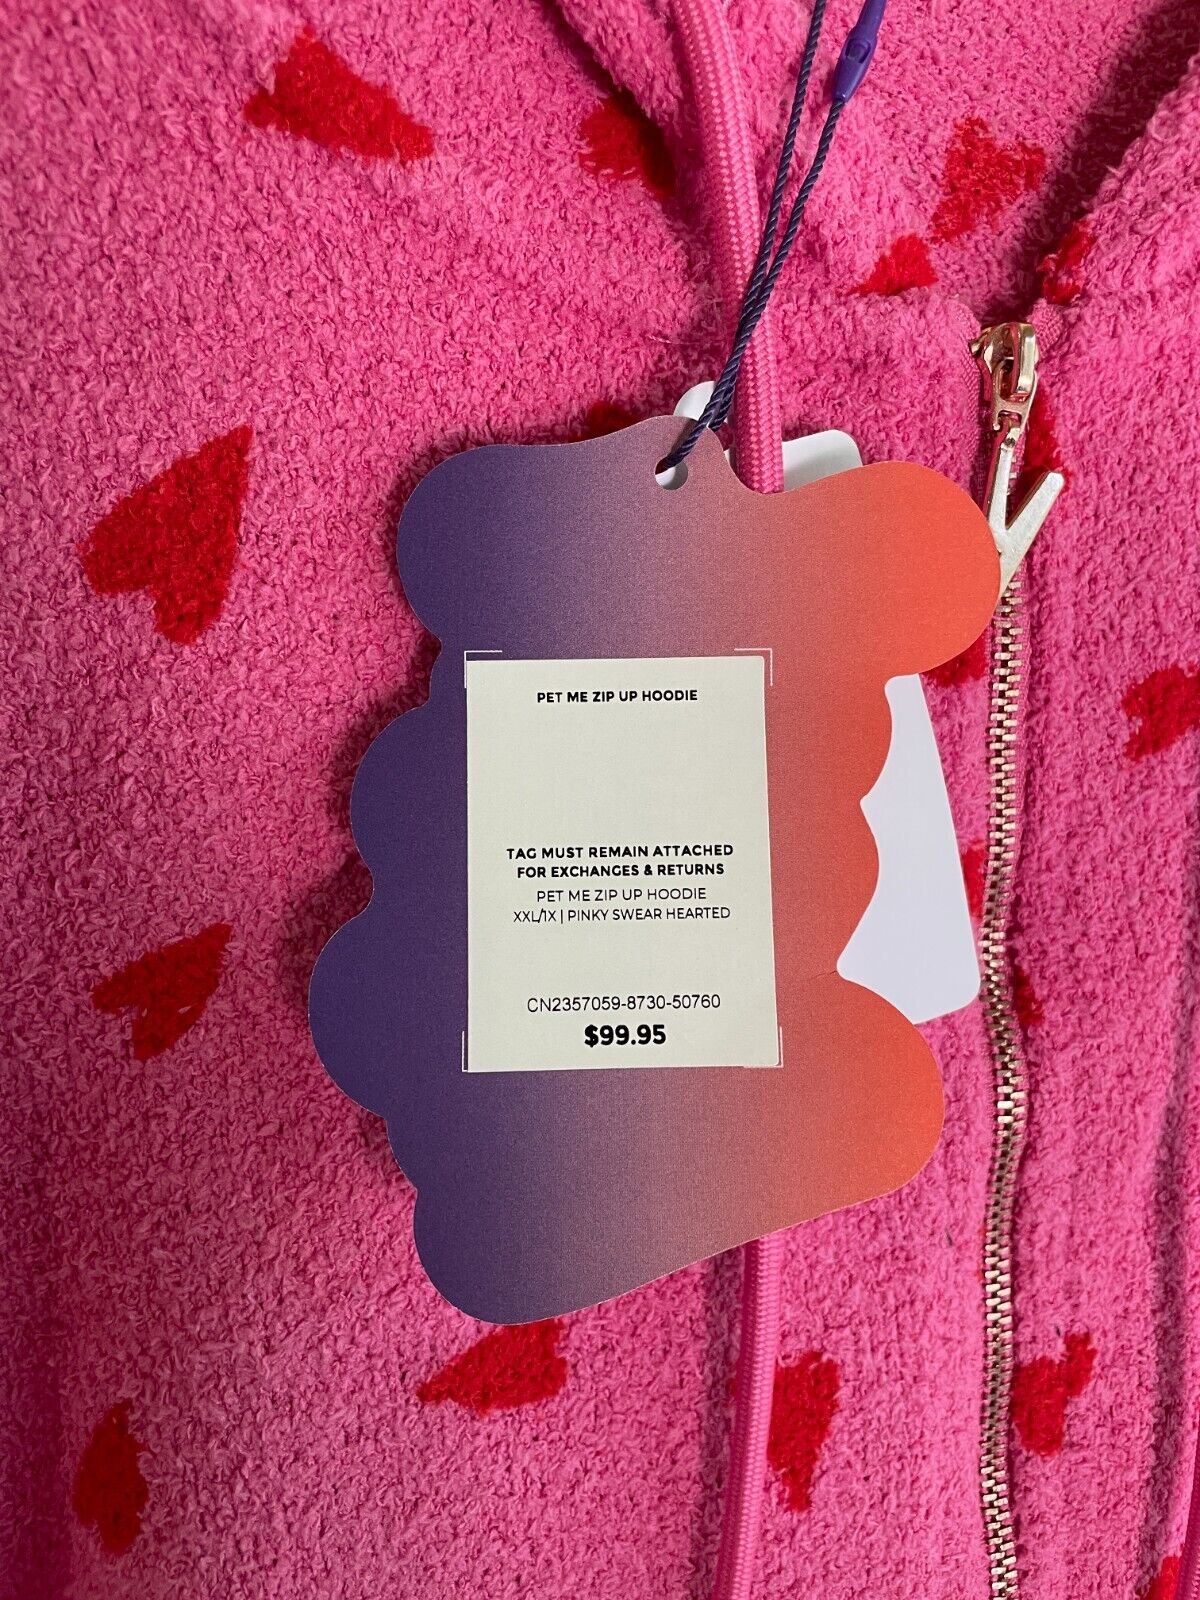 PET ME ZIP UP HOODIE
TAG MUST REMAIN ATTACHED
FOR EXCHANGES & RETURNS
PET ME ZIP UP HOODIE
XXL/1X | PINKY SWEAR HEARTED
CN2357059-8730-50760
$99.95